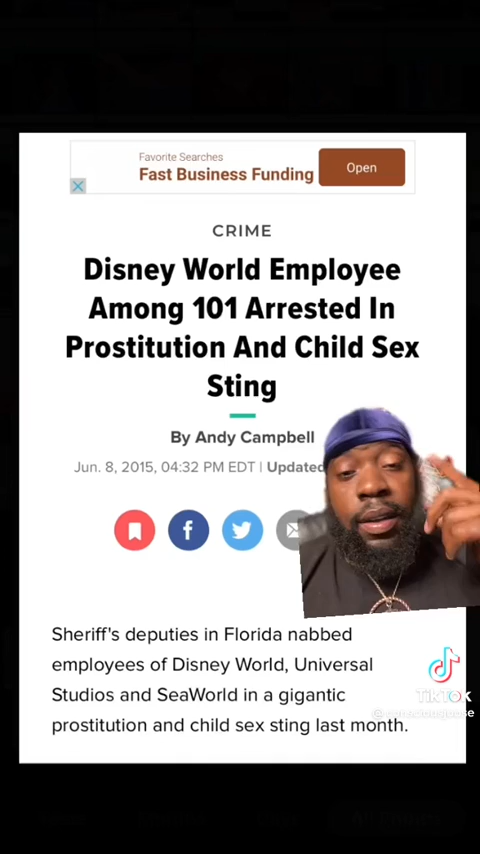 Favorite Searches
Fast Business Funding
Open
CRIME
Disney World Employee
Among 101 Arrested In
Prostitution And Child Sex
Sting
By Andy Campbell
Jun. 8, 2015, 04:32 PM EDT | Updated
Sheriff's deputies in Florida nabbed
employees of Disney World, Universal
Studios and SeaWorld in a gigantic
prostitution and child sex sting last month.
TikTok